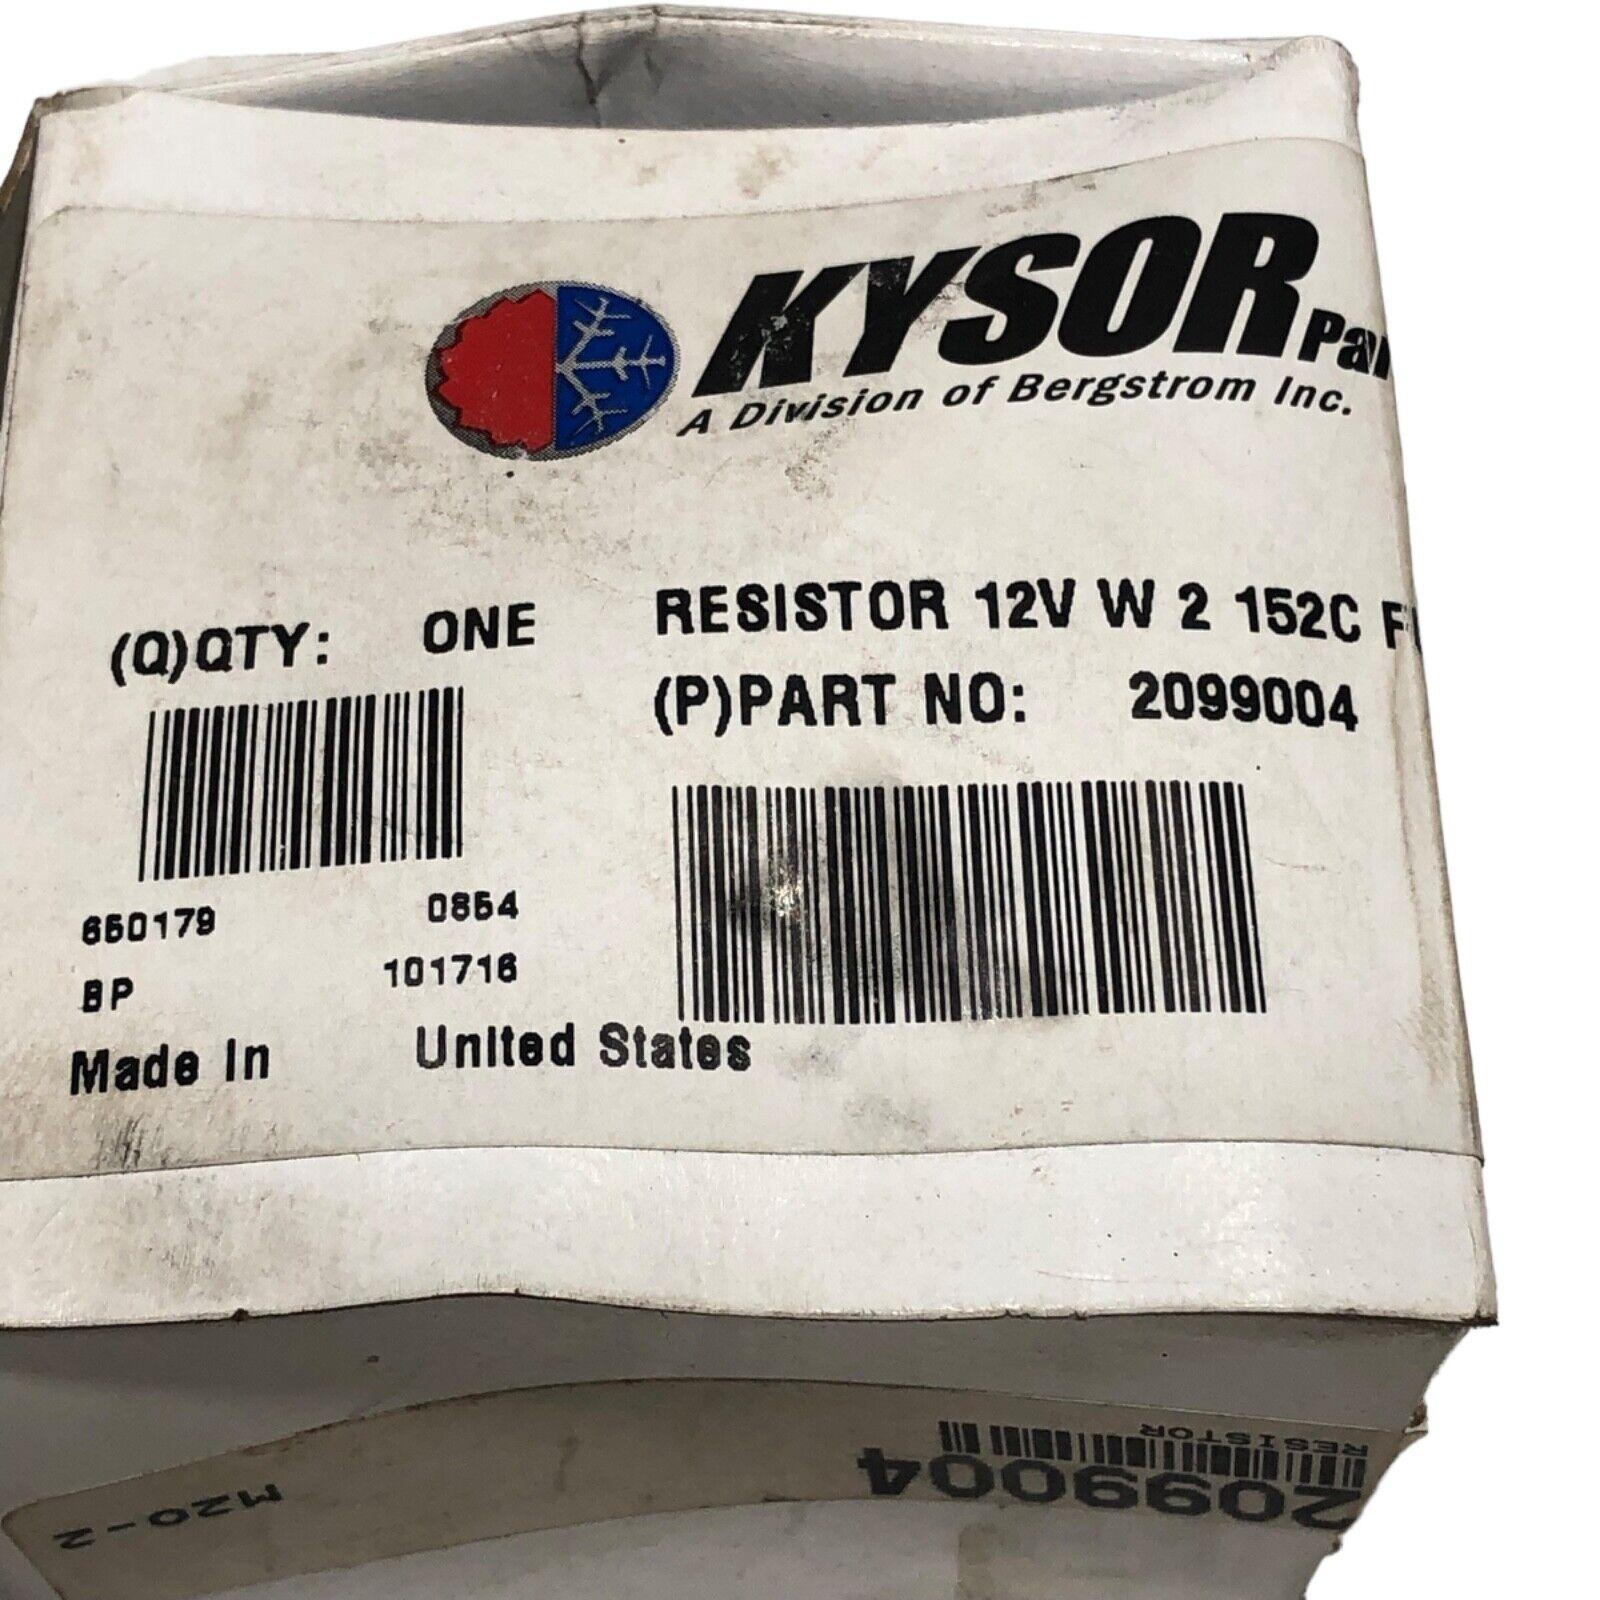 KYSOR
A Division of Bergstrom Inc.
(Q)QTY: ONE
RESISTOR 12V W 2 152C
(P)PART NO: 2099004
650179 0854
BP 101716
Made In United States
RESISTOR
2099004
M20-2